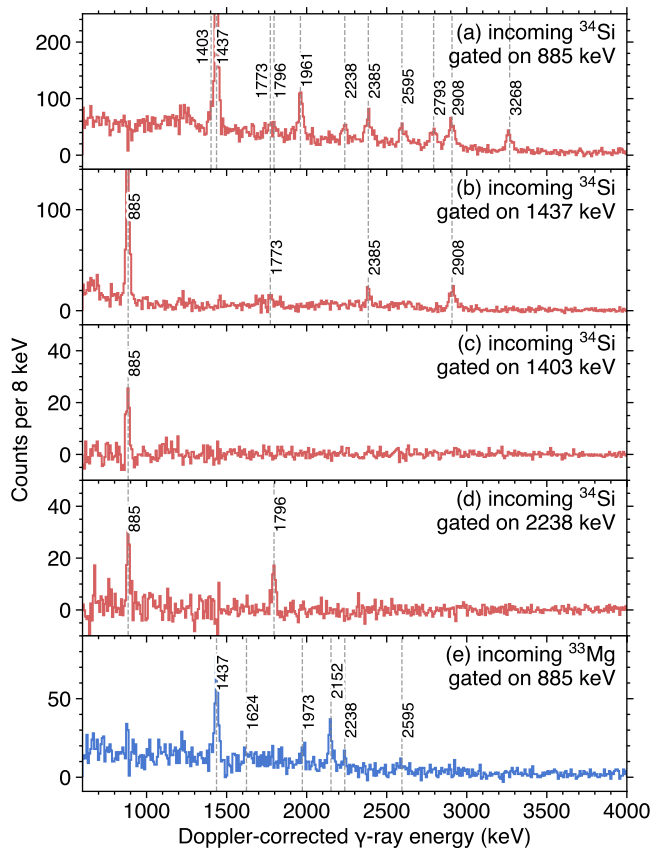 Counts per 8 keV
(a) incoming ³⁴Si
gated on 885 keV
200
100
0
1403
1437
1773
1796
1961
2238
2385
2595
2793
2908
3268
(b) incoming ³⁴Si
gated on 1437 keV
100
0
885
1773
2385
2908
(c) incoming ³⁴Si
gated on 1403 keV
40
20
0
885
(d) incoming ³⁴Si
gated on 2238 keV
40
20
0
885
1796
(e) incoming ³³Mg
gated on 885 keV
50
0
1437
1624
1973
2152
2238
2595
1000 1500 2000 2500 3000 3500 4000
Doppler-corrected γ-ray energy (keV)